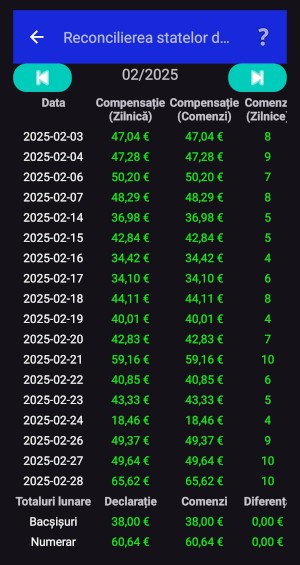 Reconcilierea statelor d...
?
02/2025
Data Compensație (Zilnică) Compensație (Comenzi) Comenz (Zilnice
2025-02-03 47,04 € 47,04 € 8
2025-02-04 47,28 € 47,28 € 9
2025-02-06 50,20 € 50,20 € 7
2025-02-07 48,29 € 48,29 € 8
2025-02-14 36,98 € 36,98 € 5
2025-02-15 42,84 € 42,84 € 5
2025-02-16 34,42 € 34,42 € 4
2025-02-17 34,10 € 34,10 € 6
2025-02-18 44,11 € 44,11 € 8
2025-02-19 40,01 € 40,01 € 4
2025-02-20 42,83 € 42,83 € 7
2025-02-21 59,16 € 59,16 € 10
2025-02-22 40,85 € 40,85 € 6
2025-02-23 43,33 € 43,33 € 5
2025-02-24 18,46 € 18,46 € 4
2025-02-26 49,37 € 49,37 € 9
2025-02-27 49,64 € 49,64 € 10
2025-02-28 65,62 € 65,62 € 10
Totaluri lunare Declarație Comenzi Diferenț
Bacșișuri 38,00 € 38,00 € 0,00 €
Numerar 60,64 € 60,64 € 0,00 €